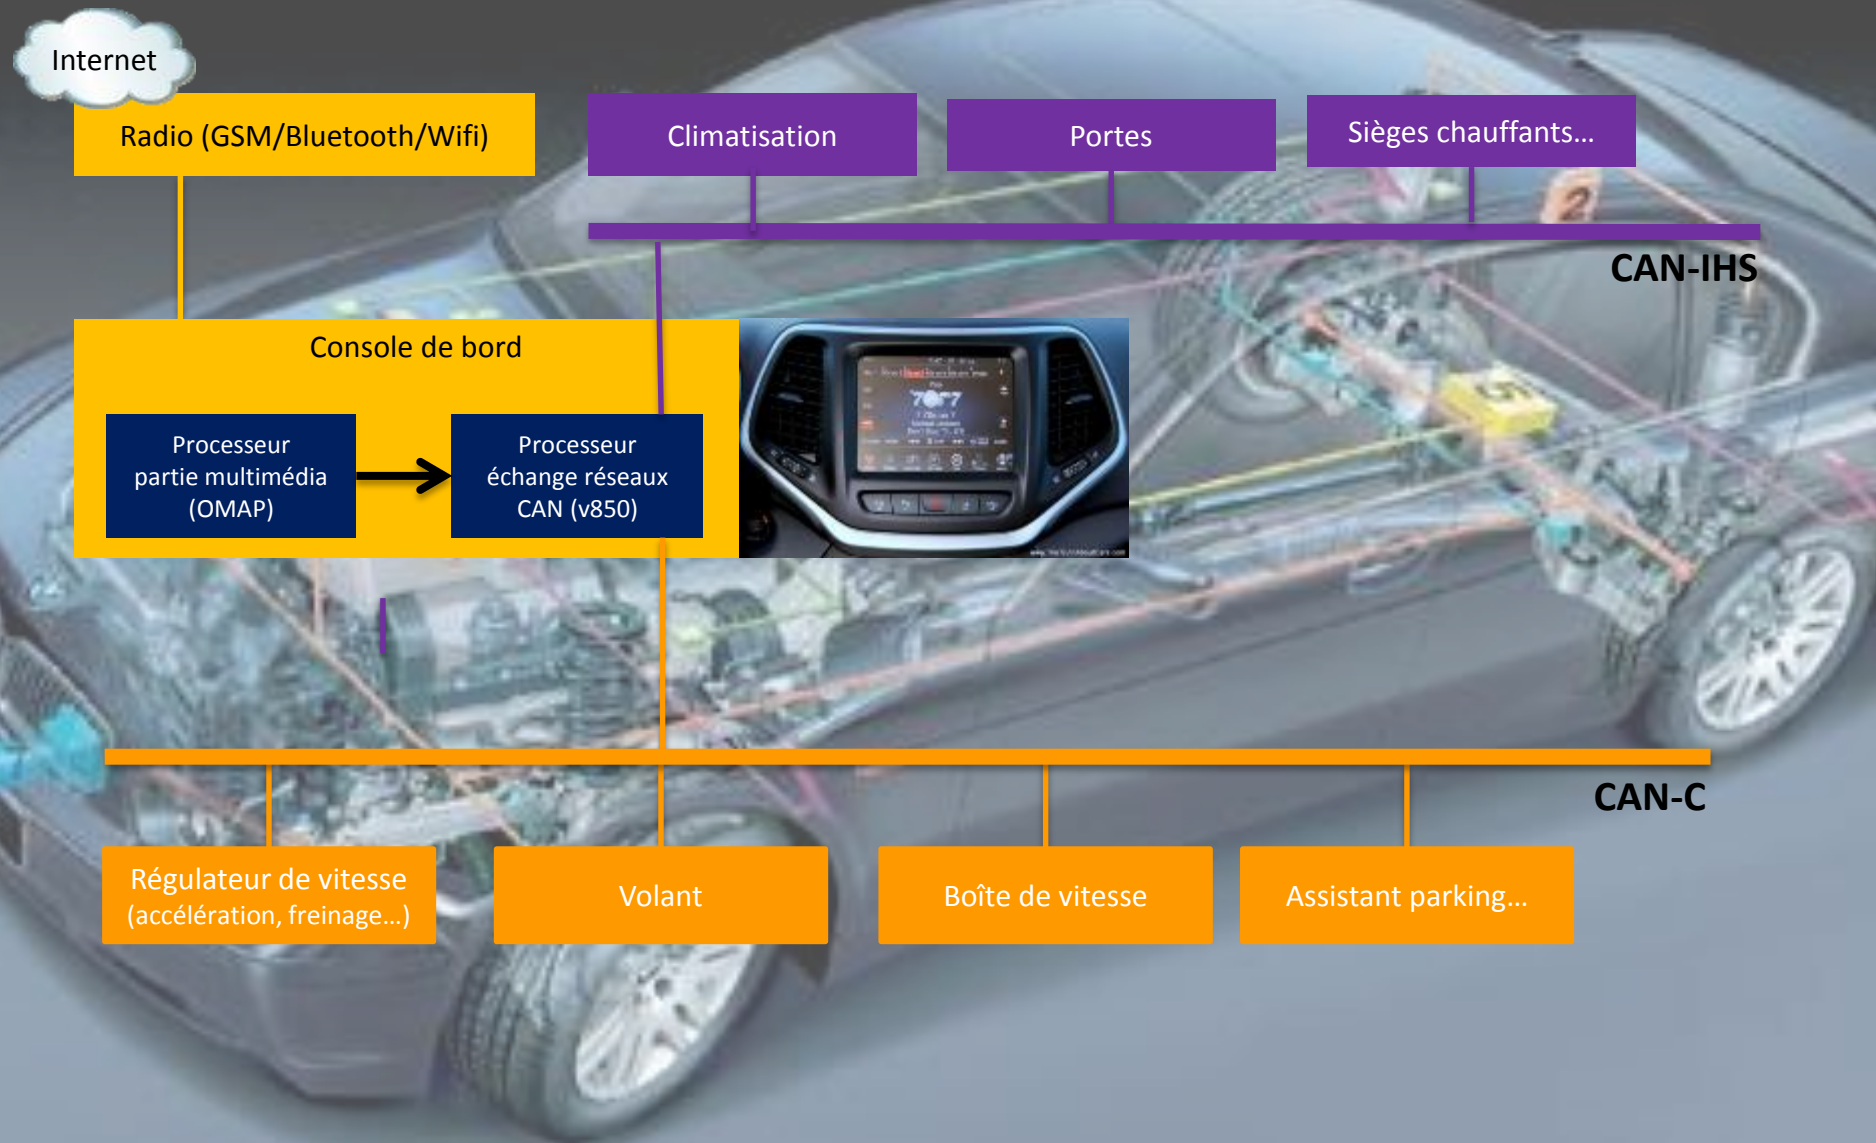 Internet
Radio (GSM/Bluetooth/Wifi)
Climatisation
Portes
Sièges chauffants...
CAN-IHS
Console de bord
Processeur
partie multimédia
(OMAP)
Processeur
échange réseaux
CAN (v850)
CAN-C
Régulateur de vitesse
(accélération, freinage...)
Volant
Boîte de vitesse
Assistant parking...